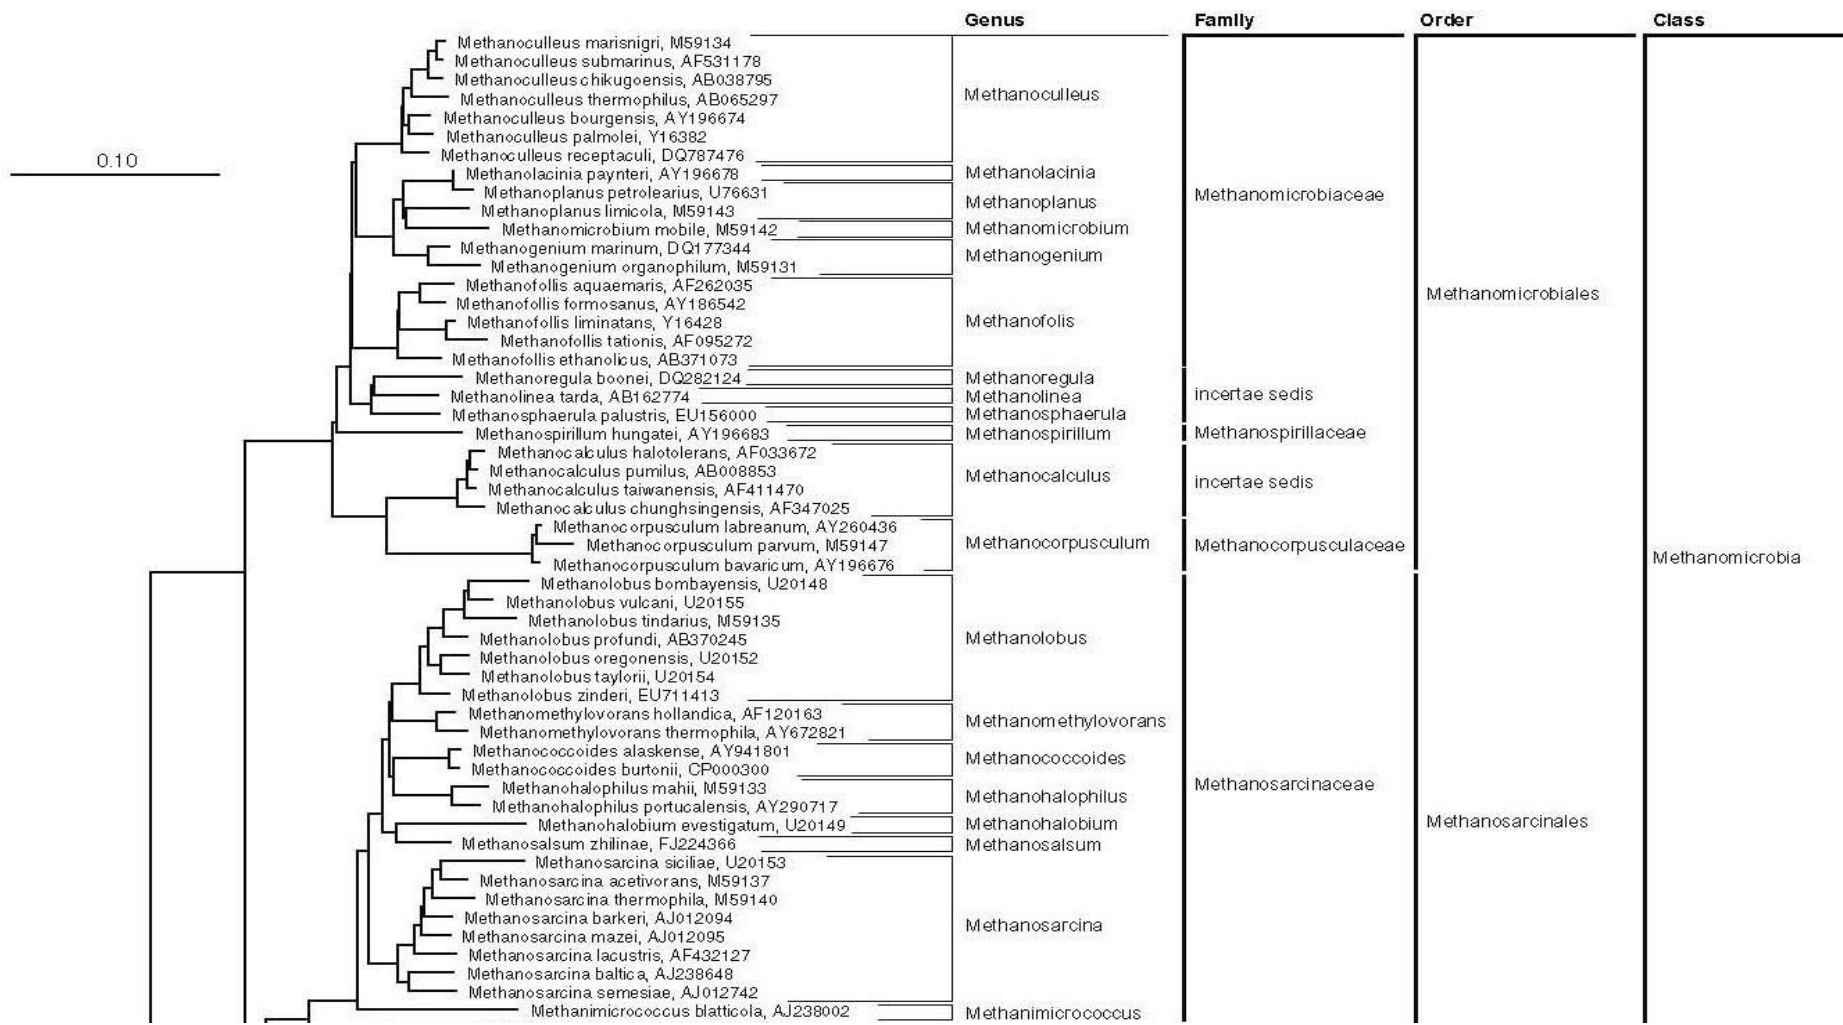 Genus Family Order Class
Methanoculleus marisnigri, M59134
Methanoculleus submarinus, AF531178
Methanoculleus chikugoensis, AB038795
Methanoculleus
Methanoculleus thermophilus, AB065297
Methanoculleus bourgensis, AY196674
Methanoculleus palmolei, Y16382
0.10
Methanoculleus receptaculi, DQ787476
Methanolacinia paynteri, AY196678 Methanolacinia
Methanoplanus petrolearius, U76631 Methanomicrobiaceae
Methanoplanus
Methanoplanus limicola, M59143
Methanomicrobium mobile, M59142 Methanomicrobium
Methanogenium marinum, DQ177344
Methanogenium
Methanogenium organophilum, M59131
Methanofollis aquaemaris, AF262035
Methanomicrobiales
Methanofollis formosanus, AY186542
Methanofollis liminatans, Y16428 Methanofolis
Methanofollis tationis, AF095272
Methanofollis ethanolicus, AB371073
Methanoregula boonei, DQ282124 Methanoregula
Methanolinea tarda, AB162774 Methanolinea incertae sedis
Methanosphaerula palustris, EU156000 Methanosphaerula
Methanospirillum hungatei, AY196683 Methanospirillum Methanospirillaceae
Methanocalculus halotolerans, AF033672
Methanocalculus pumilus, AB008853 Methanocalculus
incertae sedis
Methanocalculus taiwanensis, AF411470
Methanocalculus chunghsingensis, AF347025
Methanocorpusculum labreanum, AY260436
Methanocorpusculum parvum, M59147 Methanocorpusculum Methanocorpusculaceae
Methanomicrobia
Methanocorpusculum bavaricum, AY196676
Methanolobus bombayensis, U20148
Methanolobus vulcani, U20155
Methanolobus tindarius, M59135
Methanolobus profundi, AB370245 Methanolobus
Methanolobus oregonensis, U20152
Methanolobus taylorii, U20154
Methanolobus zinderi, EU711413
Methanomethylovorans hollandica, AF120163
Methanomethylovorans
Methanomethylovorans thermophila, AY672821
Methanococcoides alaskense, AY941801
Methanococcoides
Methanococcoides burtonii, CP000300
Methanohalophilus mahii, M59133 Methanosarcinaceae
Methanohalophilus
Methanohalophilus portucalensis, AY290717
Methanosarcinales
Methanohalobium evestigatum, U20149 Methanohalobium
Methanosalsum zhilinae, FJ224366 Methanosalsum
Methanosarcina siciliae, U20153
Methanosarcina acetivorans, M59137
Methanosarcina thermophila, M59140
Methanosarcina barkeri, AJ012094
Methanosarcina
Methanosarcina mazei, AJ012095
Methanosarcina lacustris, AF432127
Methanosarcina baltica, AJ238648
Methanosarcina semesiae, AJ012742
Methanimicrococcus blatticola, AJ238002 Methanimicrococcus